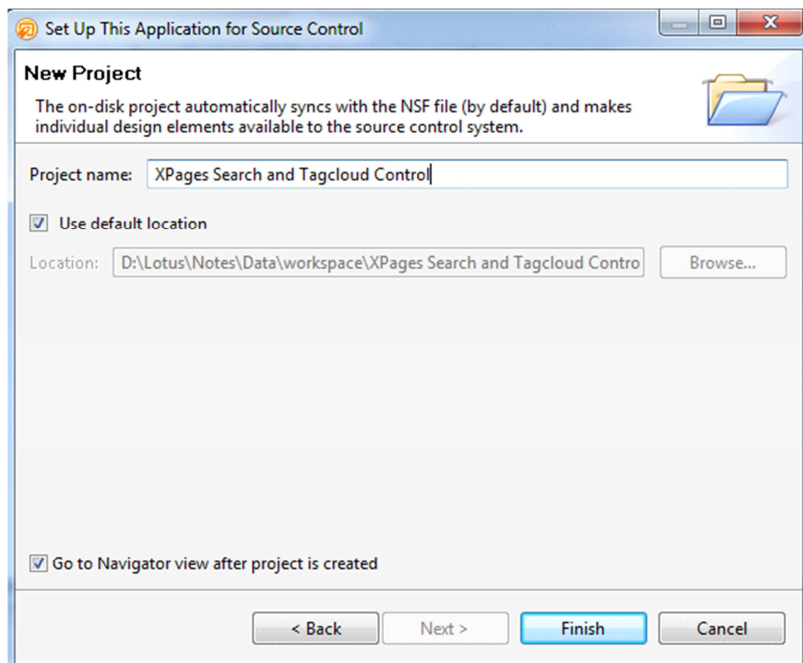 Set Up This Application for Source Control
New Project
The on-disk project automatically syncs with the NSF file (by default) and makes
individual design elements available to the source control system.
Project name: XPages Search and Tagcloud Control
Use default location
Location: D:\Lotus\Notes\Data\workspace\XPages Search and Tagcloud Contro Browse...
Go to Navigator view after project is created
< Back Next > Finish Cancel